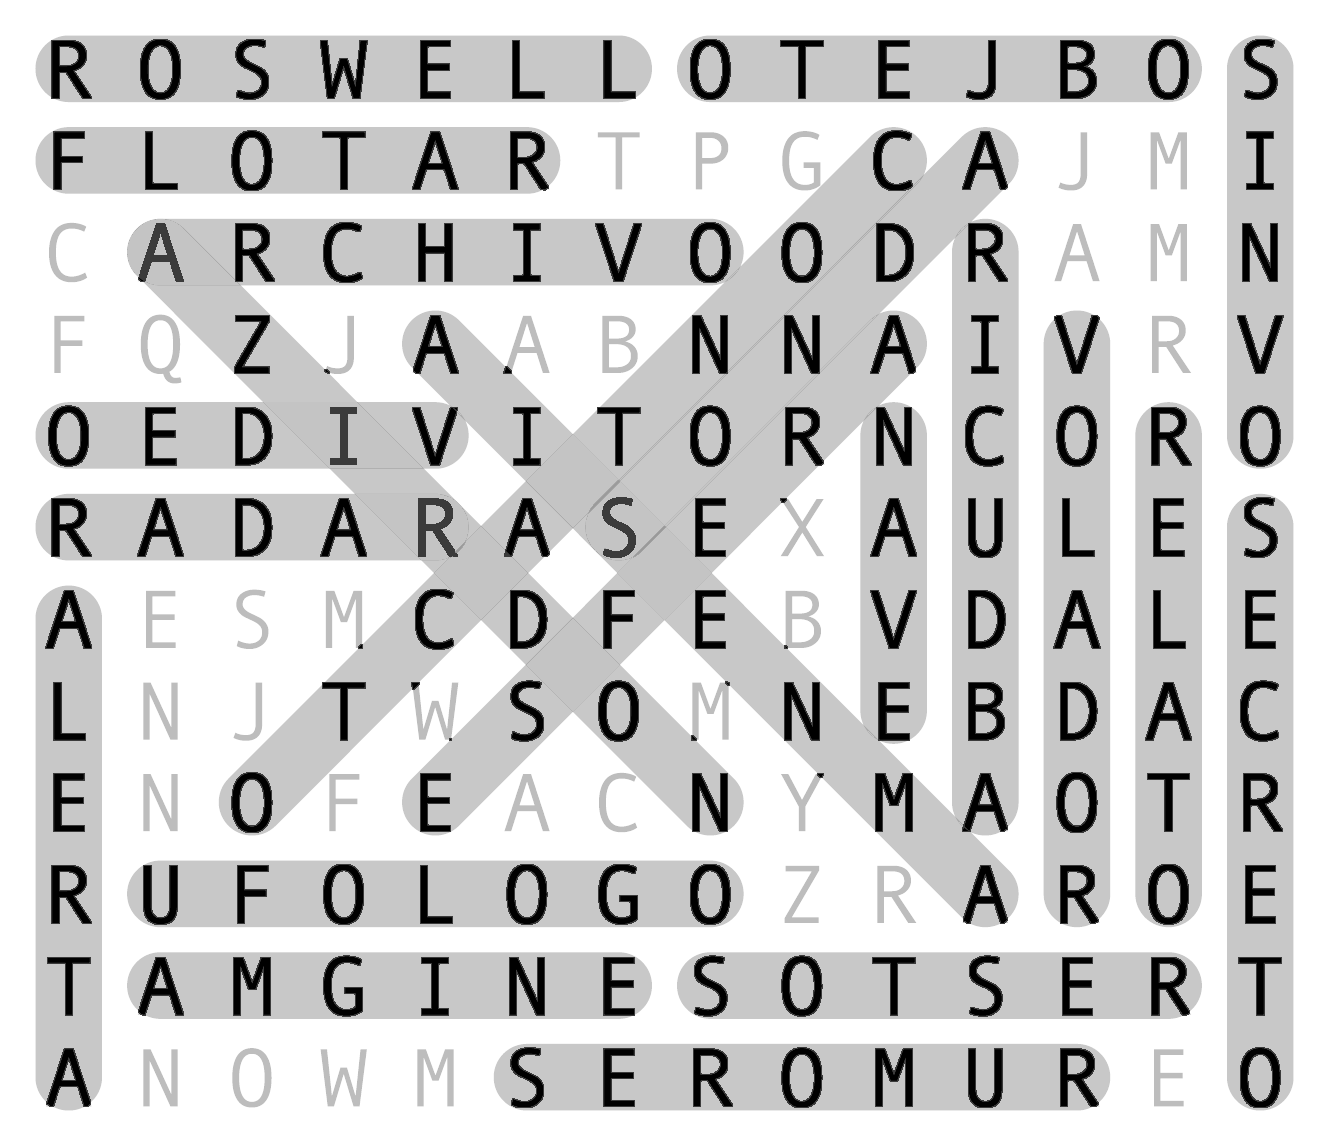 R O S W E L L O T E J B O S
F L O T A R T P G C A J M I
C A R C H I V O O D R A M N
F Q Z J A A B N N A I V R V
O E D I V I T O R N C O R O
R A D A R A S E X A U L E S
A E S M C D F E B V D A L E
L N J T W S O M N E B D A C
E N O F E A C N Y M A O T R
R U F O L O G O Z R A R O E
T A M G I N E S O T S E R T
A N O W M S E R O M U R E O